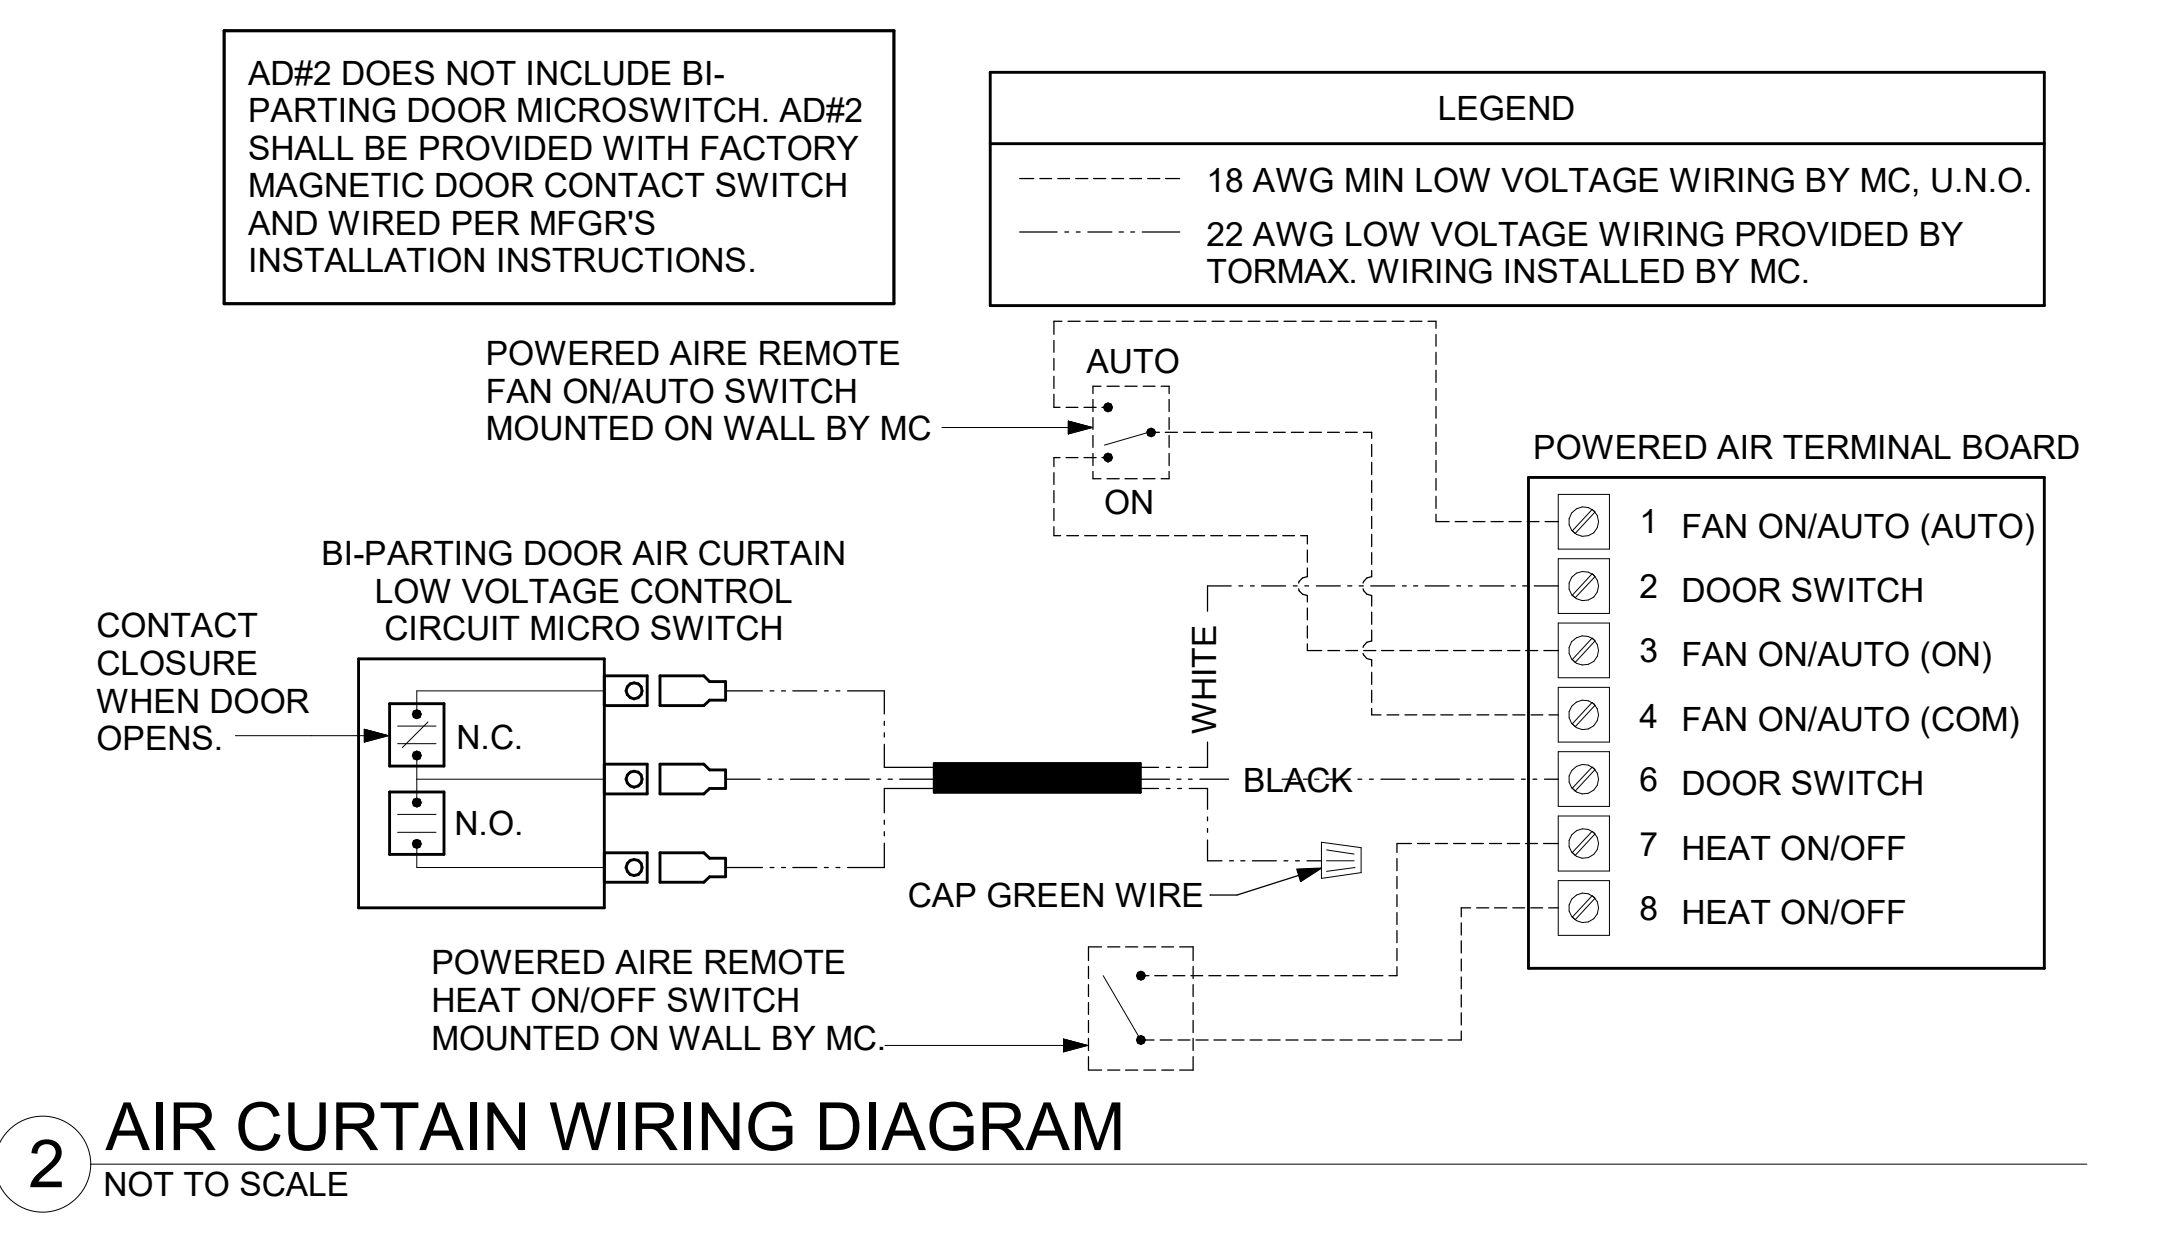 AD#2 DOES NOT INCLUDE BI-
PARTING DOOR MICROSWITCH. AD#2
SHALL BE PROVIDED WITH FACTORY
MAGNETIC DOOR CONTACT SWITCH
AND WIRED PER MFGR'S
INSTALLATION INSTRUCTIONS.
LEGEND
18 AWG MIN LOW VOLTAGE WIRING BY MC, U.N.O.
22 AWG LOW VOLTAGE WIRING PROVIDED BY
TORMAX. WIRING INSTALLED BY MC.
POWERED AIRE REMOTE
FAN ON/AUTO SWITCH
MOUNTED ON WALL BY MC
AUTO
ON
POWERED AIR TERMINAL BOARD
1 FAN ON/AUTO (AUTO)
2 DOOR SWITCH
3 FAN ON/AUTO (ON)
4 FAN ON/AUTO (COM)
6 DOOR SWITCH
7 HEAT ON/OFF
8 HEAT ON/OFF
BI-PARTING DOOR AIR CURTAIN
LOW VOLTAGE CONTROL
CIRCUIT MICRO SWITCH
CONTACT
CLOSURE
WHEN DOOR
OPENS.
N.C.
N.O.
WHITE
BLACK
CAP GREEN WIRE
POWERED AIRE REMOTE
HEAT ON/OFF SWITCH
MOUNTED ON WALL BY MC.
2
AIR CURTAIN WIRING DIAGRAM
NOT TO SCALE